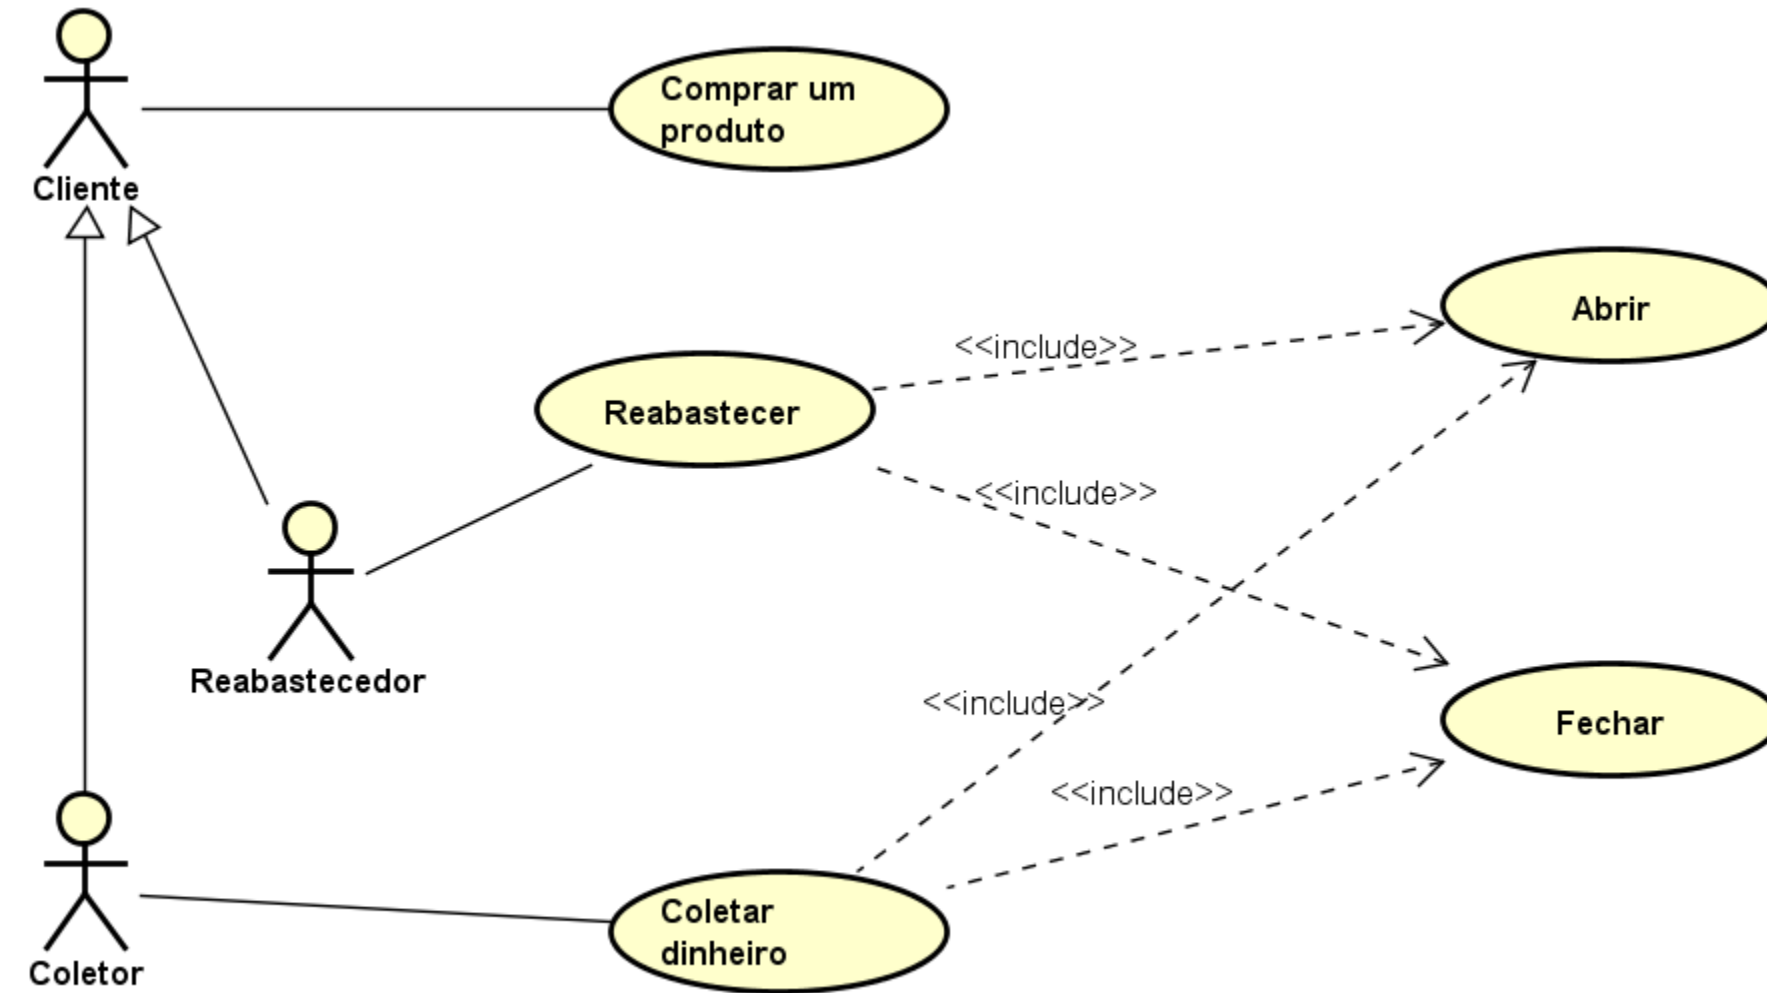 Comprar um
produto
Cliente
Abrir
<<include>>
Reabastecer
<<include>>
Reabastecedor
<<include>>
Fechar
<<include>>
Coletar
dinheiro
Coletor